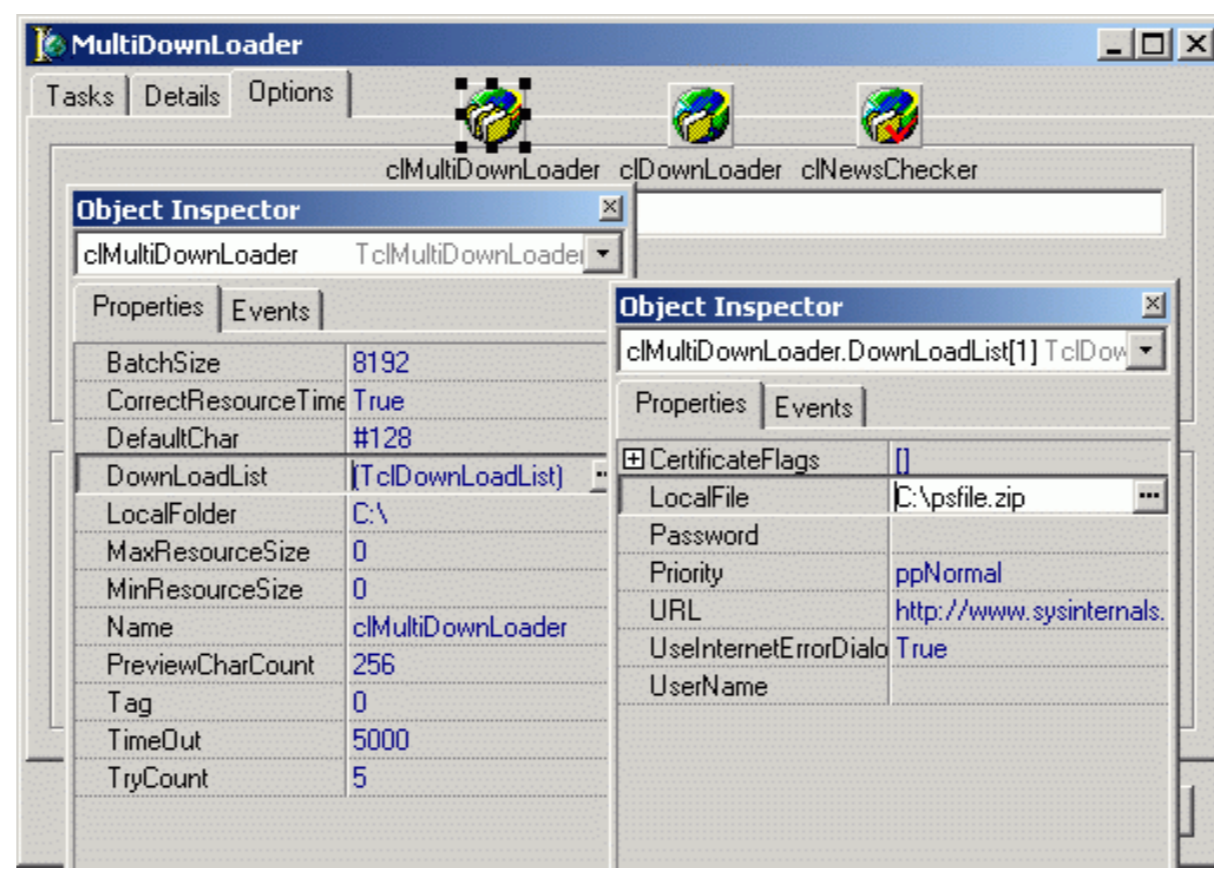 MultiDownLoader
Tasks Details Options
clMultiDownLoader clDownLoader clNewsChecker
Object Inspector
clMultiDownLoader TclMultiDownLoader
Properties Events
BatchSize 8192
CorrectResourceTime True
DefaultChar #128
DownLoadList (TclDownLoadList)
LocalFolder C:\
MaxResourceSize 0
MinResourceSize 0
Name clMultiDownLoader
PreviewCharCount 256
Tag 0
TimeOut 5000
TryCount 5
Object Inspector
clMultiDownLoader.DownLoadList[1] TclDow
Properties Events
CertificateFlags []
LocalFile C:\psfile.zip
Password
Priority ppNormal
URL http://www.sysinternals.
UseInternetErrorDialo True
UserName